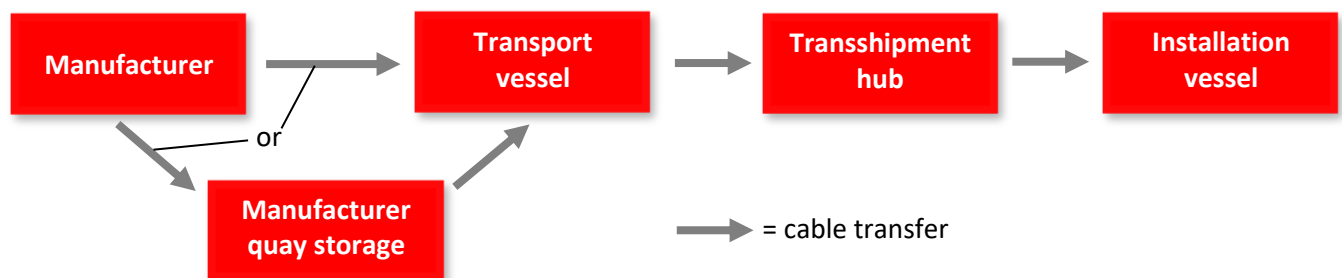 Manufacturer
Transport
vessel
Transshipment
hub
Installation
vessel
or
Manufacturer
quay storage
= cable transfer